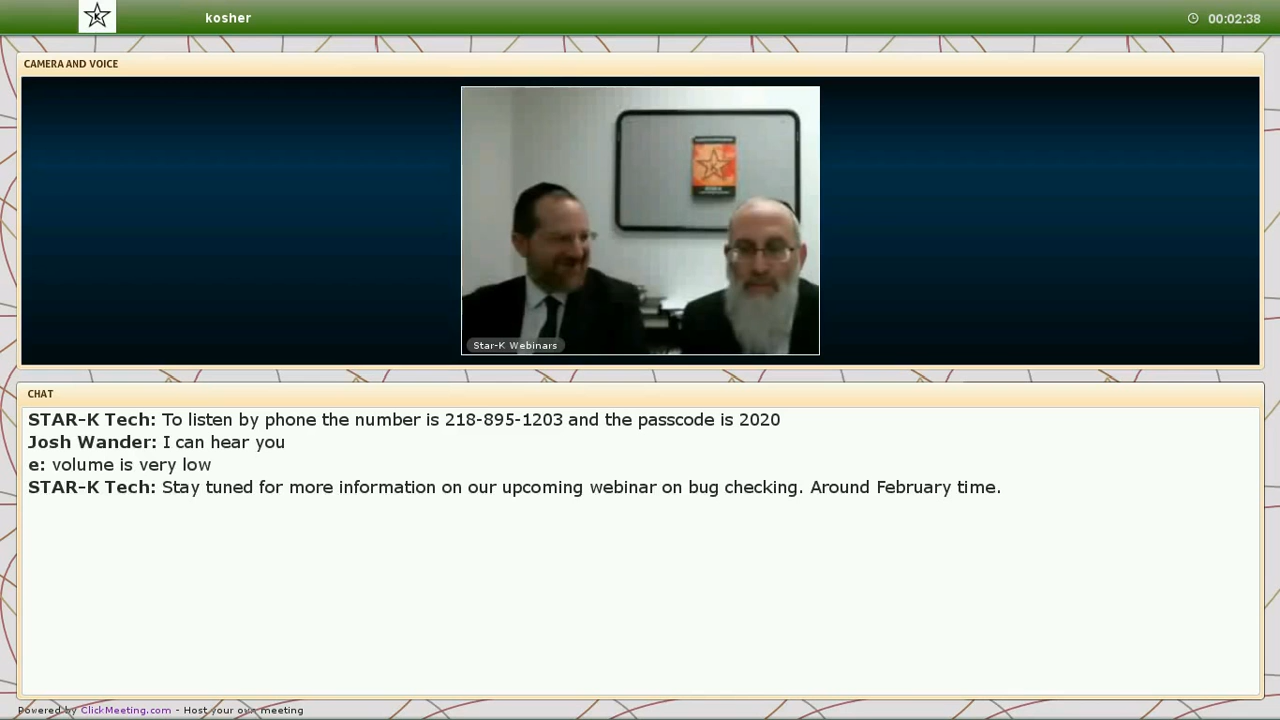 K
kosher
00:02:38
CAMERA AND VOICE
K
Star-K Webinars
CHAT
STAR-K Tech: To listen by phone the number is 218-895-1203 and the passcode is 2020
Josh Wander: I can hear you
e: volume is very low
STAR-K Tech: Stay tuned for more information on our upcoming webinar on bug checking. Around February time.
Powered by ClickMeeting.com - Host your own meeting